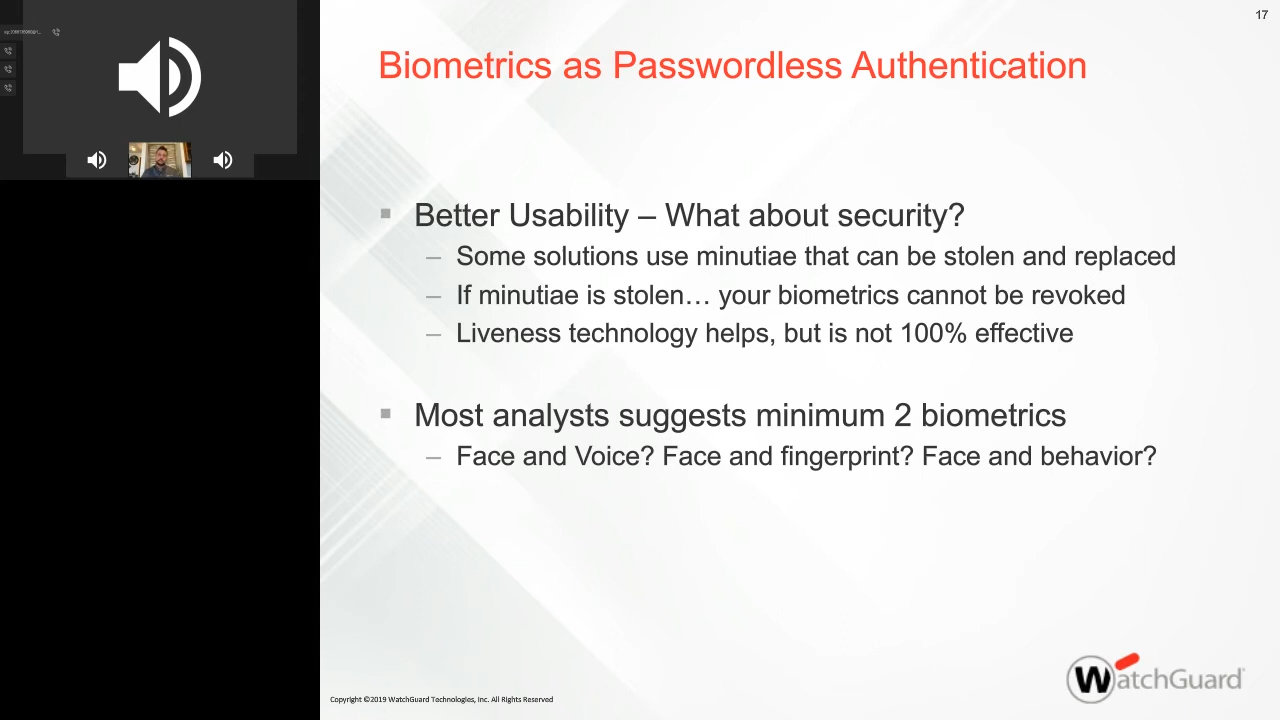 17
Biometrics as Passwordless Authentication
Better Usability – What about security?
– Some solutions use minutiae that can be stolen and replaced
– If minutiae is stolen… your biometrics cannot be revoked
– Liveness technology helps, but is not 100% effective
Most analysts suggests minimum 2 biometrics
– Face and Voice? Face and fingerprint? Face and behavior?
Copyright ©2019 WatchGuard Technologies, Inc. All Rights Reserved
WatchGuard